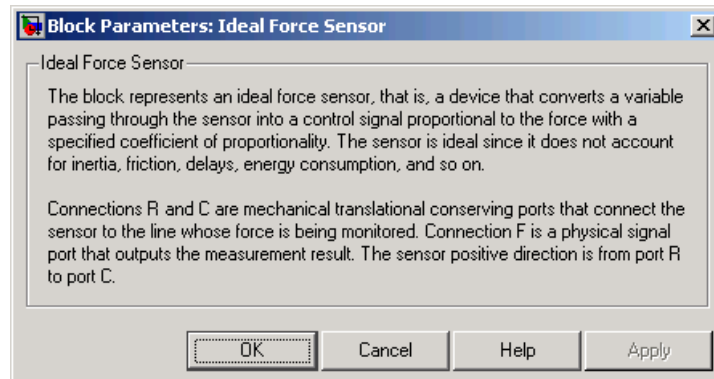 Block Parameters: Ideal Force Sensor
Ideal Force Sensor
The block represents an ideal force sensor, that is, a device that converts a variable
passing through the sensor into a control signal proportional to the force with a
specified coefficient of proportionality. The sensor is ideal since it does not account
for inertia, friction, delays, energy consumption, and so on.
Connections R and C are mechanical translational conserving ports that connect the
sensor to the line whose force is being monitored. Connection F is a physical signal
port that outputs the measurement result. The sensor positive direction is from port R
to port C.
OK Cancel Help Apply